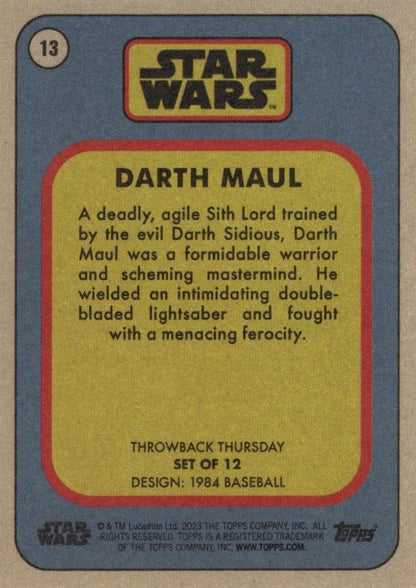 13
STAR
WARS™
DARTH MAUL
A deadly, agile Sith Lord trained
by the evil Darth Sidious, Darth
Maul was a formidable warrior
and scheming mastermind. He
wielded an intimidating double-
bladed lightsaber and fought
with a menacing ferocity.
THROWBACK THURSDAY
SET OF 12
DESIGN: 1984 BASEBALL
STAR
WARS
© & TM Lucasfilm Ltd. 2023 THE TOPPS COMPANY, INC. ALL
RIGHTS RESERVED. TOPPS IS A REGISTERED TRADEMARK
OF THE TOPPS COMPANY, INC. WWW.TOPPS.COM.
Topps